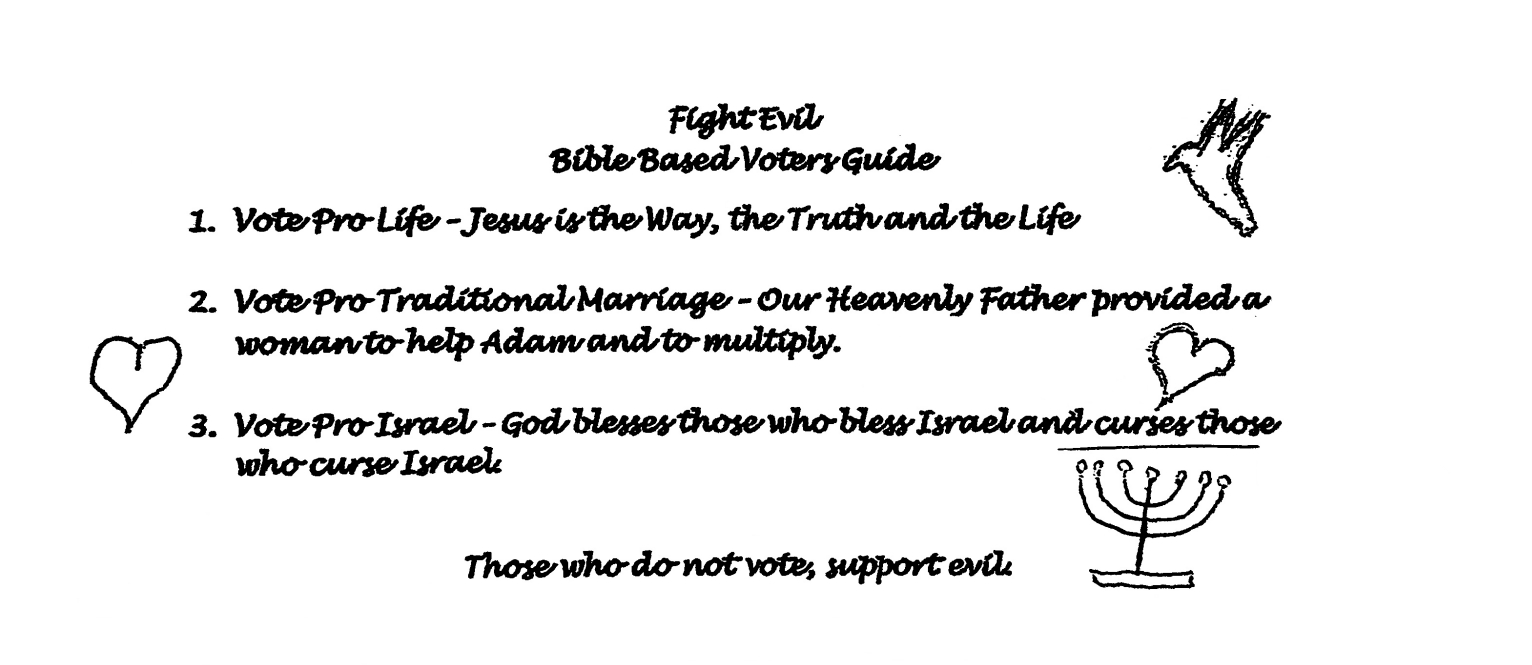 Fight Evil
Bible Based Voters Guide
1. Vote Pro Life - Jesus is the Way, the Truth and the Life
2. Vote Pro Traditional Marriage - Our Heavenly Father provided a
woman to help Adam and to multiply.
3. Vote Pro Israel - God blesses those who bless Israel and curses those
who curse Israel.
Those who do not vote, support evil.